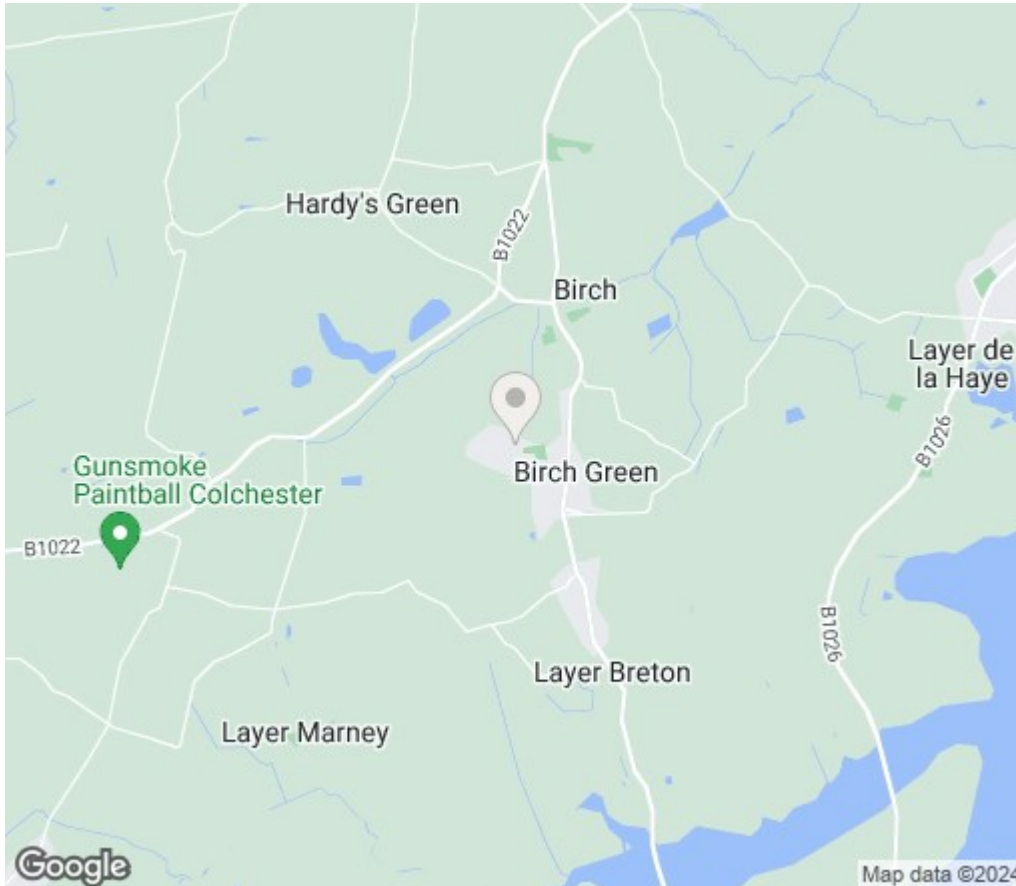 Hardy's Green
B1022
Birch
Layer de
la Haye
B1026
Gunsmoke
Paintball Colchester
Birch Green
B1022
B1026
Layer Breton
Layer Marney
Google
Map data ©2024